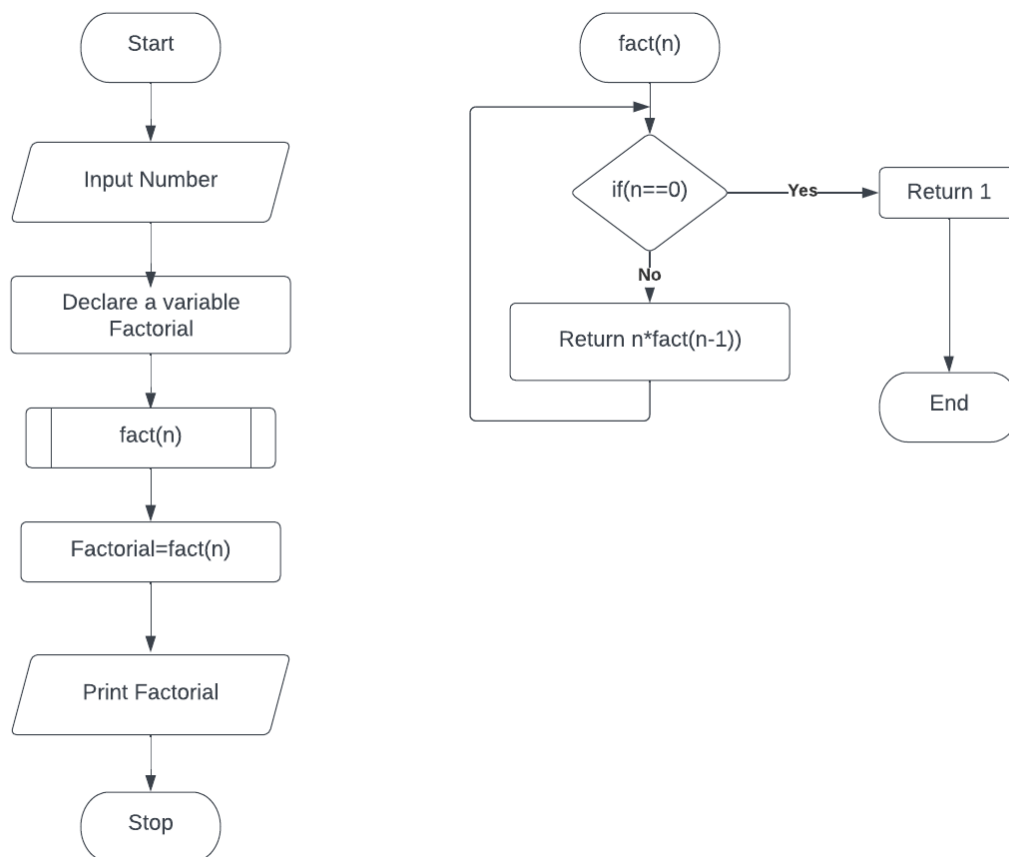 Start
Input Number
Declare a variable
Factorial
fact(n)
Factorial=fact(n)
Print Factorial
Stop
fact(n)
if(n==0)
Yes
Return 1
No
Return n*fact(n-1))
End